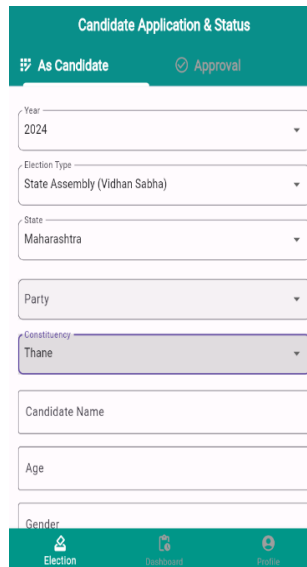 Candidate Application & Status
As Candidate
Approval
Year
2024
Election Type
State Assembly (Vidhan Sabha)
State
Maharashtra
Party
Constituency
Thane
Candidate Name
Age
Gender
Election
Dashboard
Profile